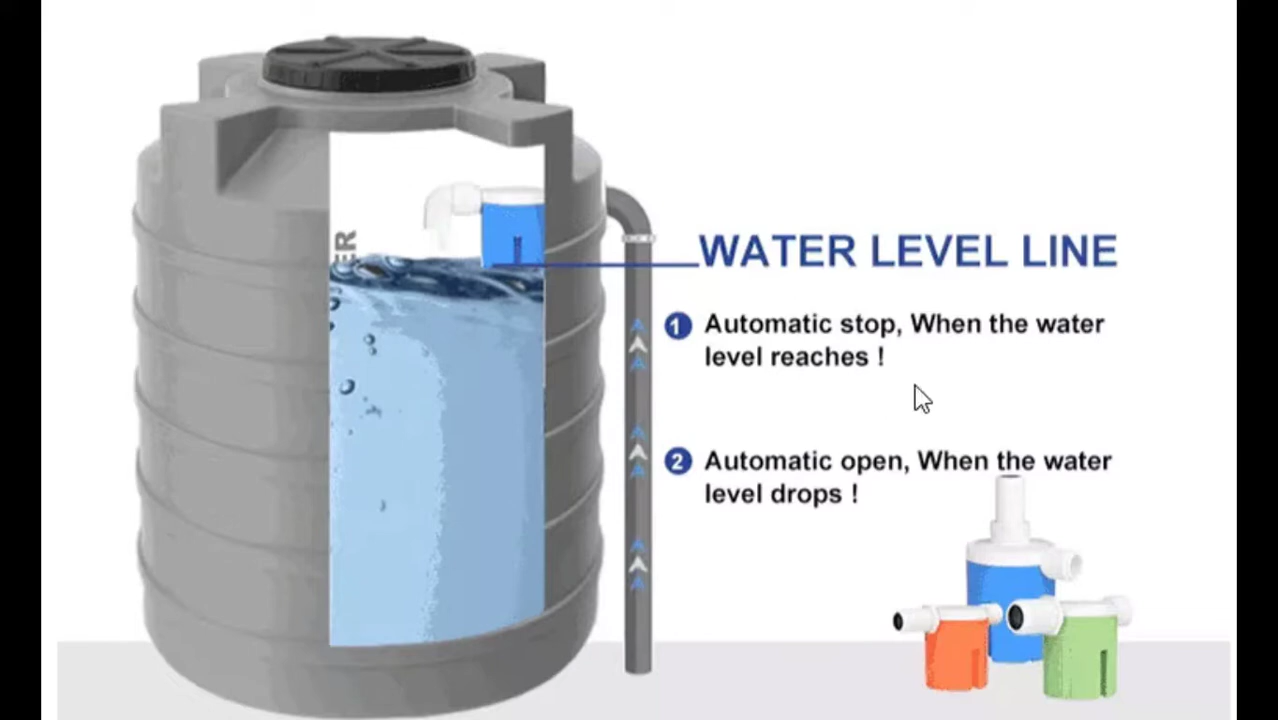 ER
WATER LEVEL LINE
1 Automatic stop, When the water
level reaches !
2 Automatic open, When the water
level drops !